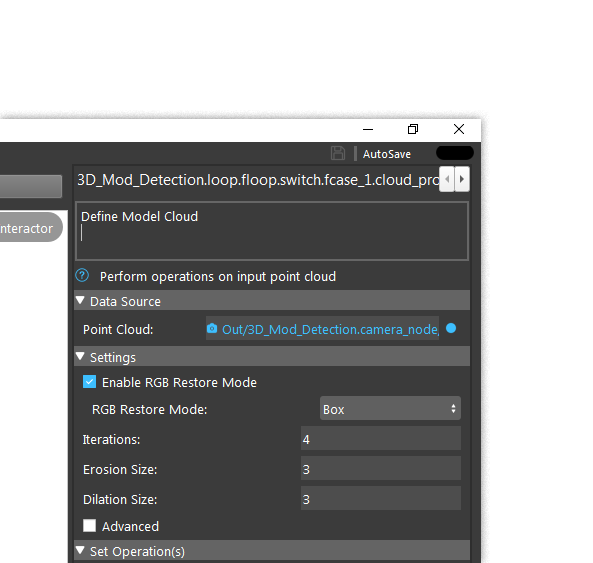 AutoSave
3D_Mod_Detection.loop.floop.switch.fcase_1.cloud_pro
Define Model Cloud
nteractor
Perform operations on input point cloud
Data Source
Point Cloud: Out/3D_Mod_Detection.camera_node
Settings
Enable RGB Restore Mode
RGB Restore Mode: Box
Iterations: 4
Erosion Size: 3
Dilation Size: 3
Advanced
Set Operation(s)